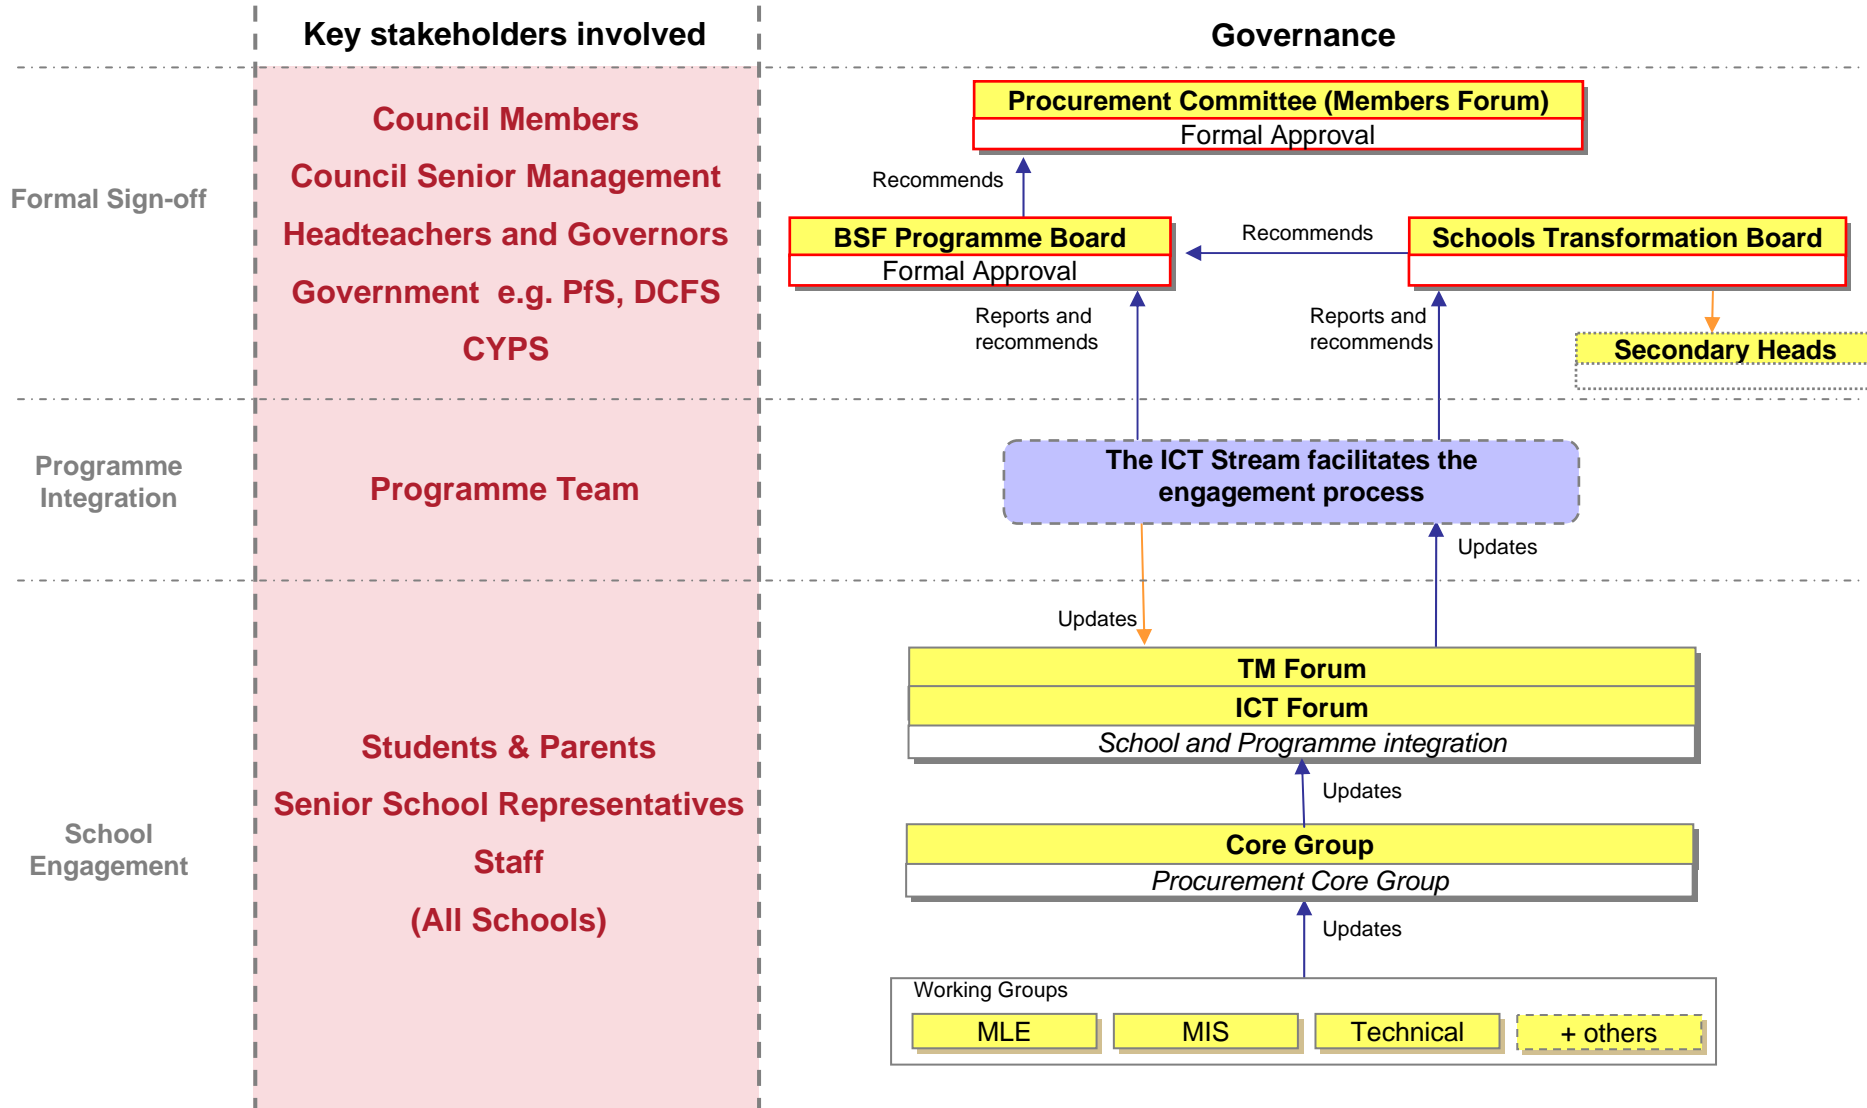 Key stakeholders involved
Governance
Formal Sign-off
Council Members
Council Senior Management
Headteachers and Governors
Government  e.g. PfS, DCFS
CYPS
Procurement Committee (Members Forum)
Formal Approval
Recommends
BSF Programme Board
Formal Approval
Recommends
Schools Transformation Board
Reports and
recommends
Reports and
recommends
Secondary Heads
Programme
Integration
Programme Team
The ICT Stream facilitates the
engagement process
Updates
Updates
School
Engagement
Students & Parents
Senior School Representatives
Staff
(All Schools)
TM Forum
ICT Forum
School and Programme integration
Updates
Core Group
Procurement Core Group
Updates
Working Groups
MLE
MIS
Technical
+ others